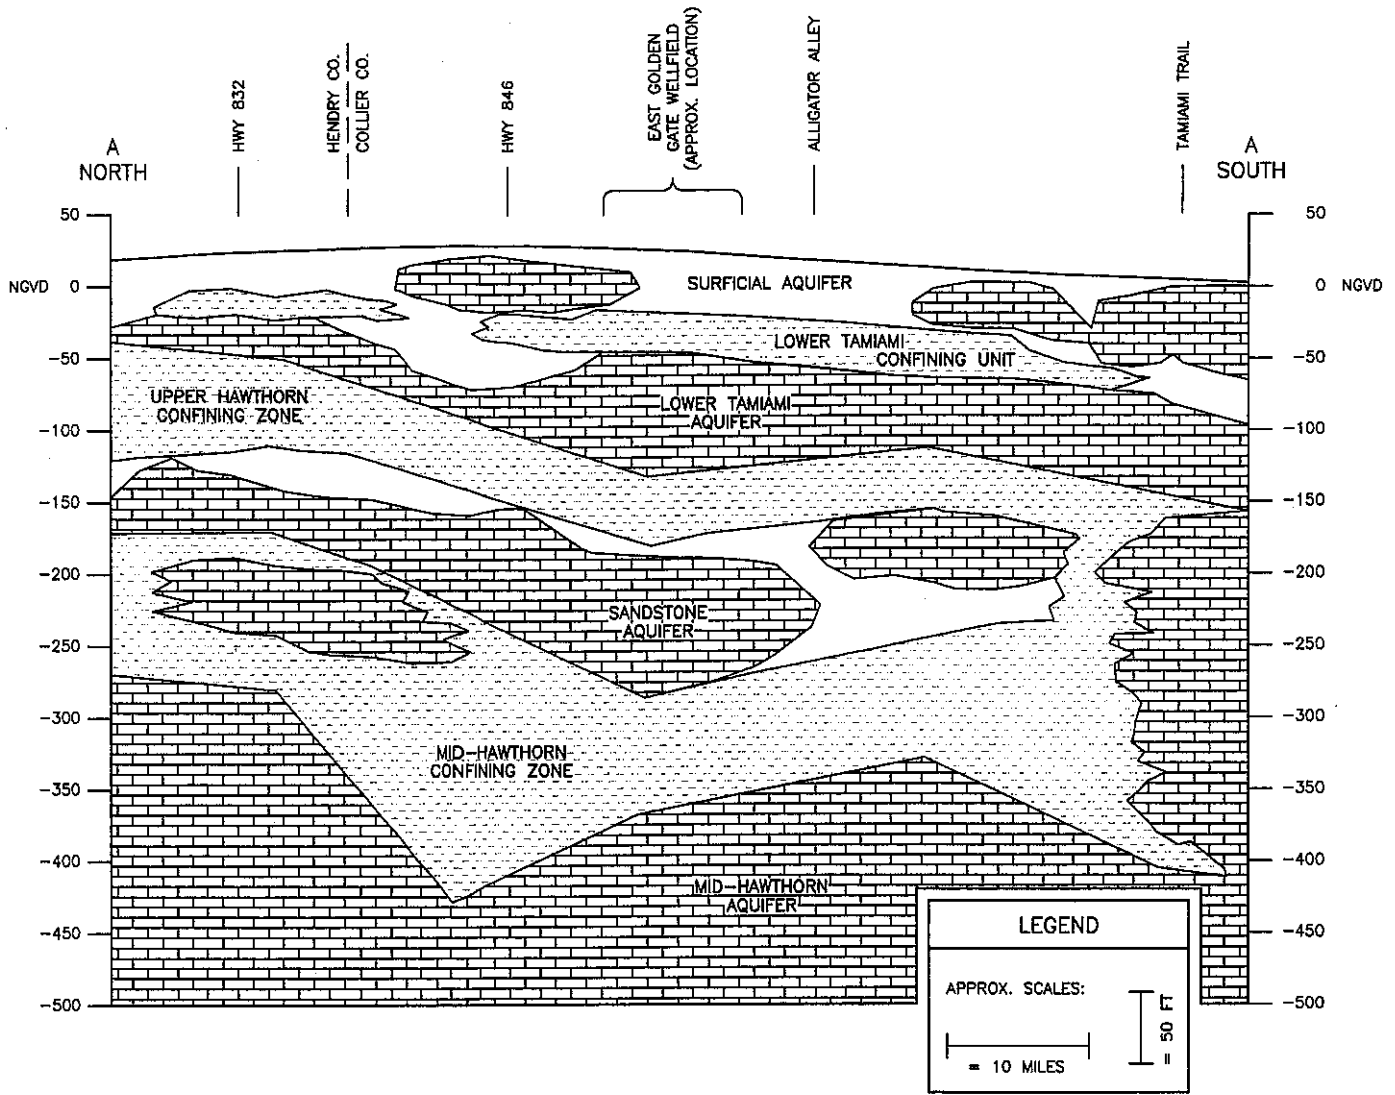 HWY 832
HENDRY CO.
COLLIER CO.
HWY 846
EAST GOLDEN
GATE WELLFIELD
(APPROX. LOCATION)
ALLIGATOR ALLEY
TAMIAMI TRAIL
A
NORTH
A
SOUTH
50
NGVD 0
-50
-100
-150
-200
-250
-300
-350
-400
-450
-500
50
0 NGVD
-50
-100
-150
-200
-250
-300
-350
-400
-450
-500
SURFICIAL AQUIFER
LOWER TAMIAMI
CONFINING UNIT
UPPER HAWTHORN
CONFINING ZONE
LOWER TAMIAMI
AQUIFER
SANDSTONE
AQUIFER
MID-HAWTHORN
CONFINING ZONE
MID-HAWTHORN
AQUIFER
LEGEND
APPROX. SCALES:
= 10 MILES
= 50 FT